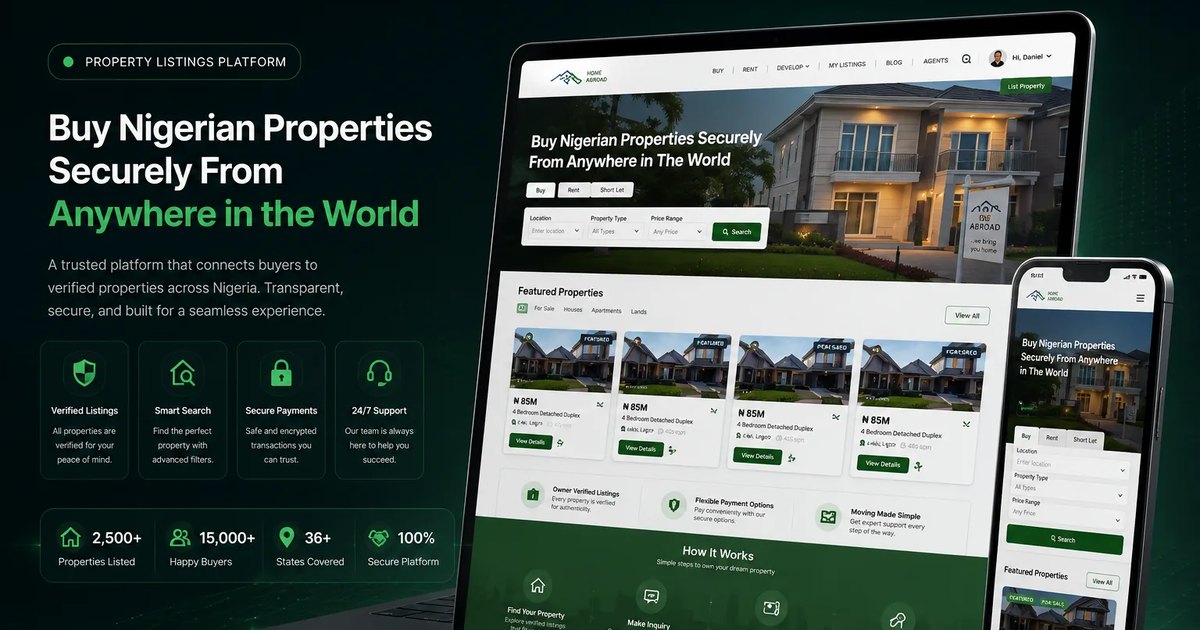 PROPERTY LISTINGS PLATFORM
Buy Nigerian Properties
Securely From
Anywhere in the World
A trusted platform that connects buyers to
verified properties across Nigeria. Transparent,
secure, and built for a seamless experience.
Verified Listings
All properties are
verified for your
peace of mind.
Smart Search
Find the perfect
property with
advanced filters.
Secure Payments
Safe and encrypted
transactions you
can trust.
24/7 Support
Our team is always
here to help you
succeed.
2,500+
Properties Listed
15,000+
Happy Buyers
36+
States Covered
100%
Secure Platform
HOME
ABROAD
BUY
RENT
DEVELOP
MY LISTINGS
BLOG
AGENTS
Hi, Daniel
List Property
Buy Nigerian Properties Securely
From Anywhere in The World
Buy
Rent
Short Let
Location
Enter location
Property Type
All Types
Price Range
Any Price
Search
ABROAD
...we bring
you home
Featured Properties
For Sale
Houses
Apartments
Lands
View All
FEATURED
₦ 85M
4 Bedroom Detached Duplex
View Details
FEATURED
₦ 85M
4 Bedroom Detached Duplex
View Details
₦ 85M
4 Bedroom Detached Duplex
View Details
FEATURED
₦ 85M
4 Bedroom Detached Duplex
View Details
Owner Verified Listings
Every property is verified
for authenticity.
Flexible Payment Options
Pay conveniently with our
secure options.
Moving Made Simple
Get expert support every
step of the way.
How It Works
Simple steps to own your dream property
Find Your Property
Explore verified listings
Make Inquiry
HOME
ABROAD
Buy Nigerian Properties
Securely From Anywhere
in The World
Buy
Rent
Short Let
Location
Enter location
Property Type
All Types
Price Range
Any Price
Search
Featured Properties
View All
FEATURED
FOR SALE